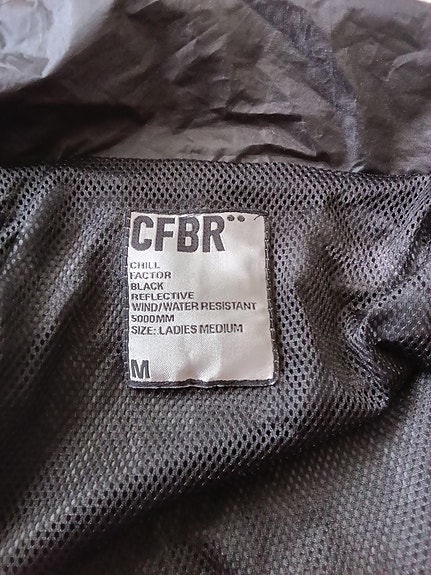 CFBR¨
CHILL
FACTOR
BLACK
REFLECTIVE
WIND/WATER RESISTANT
5000MM
SIZE: LADIES MEDIUM
M